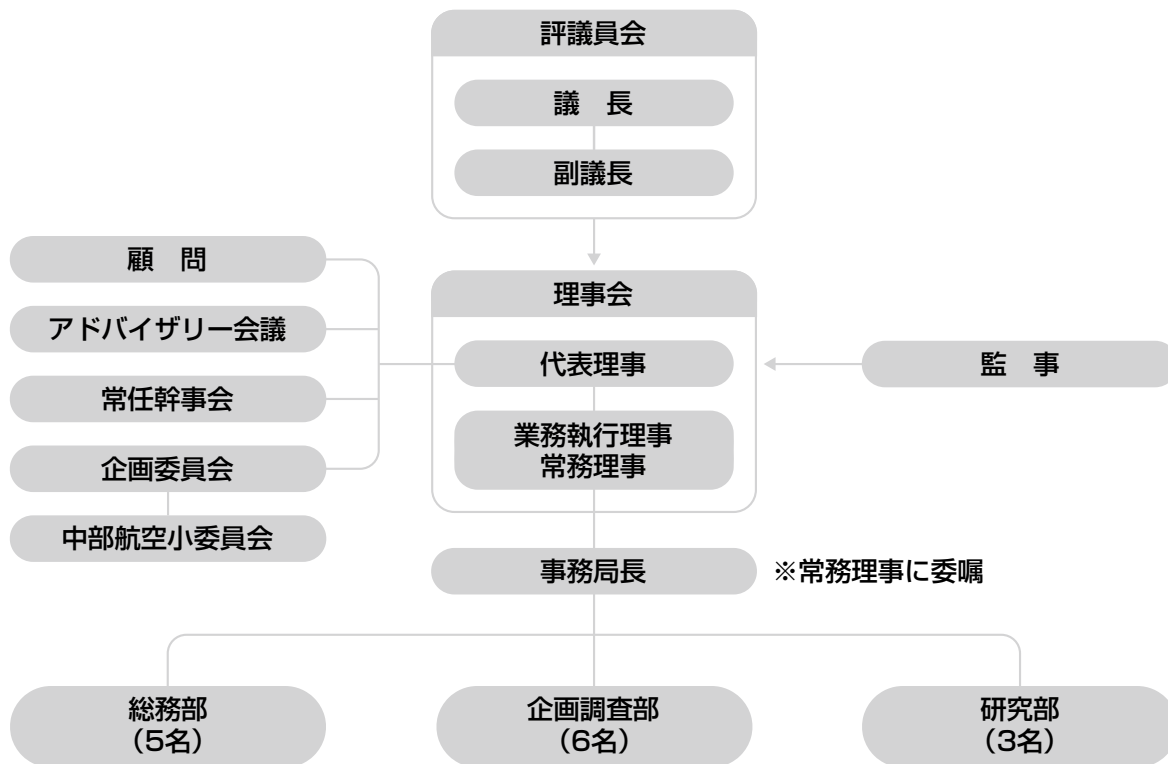 評議員会
議　長
副議長
顧　問
アドバイザリー会議
常任幹事会
企画委員会
中部航空小委員会
理事会
代表理事
業務執行理事
常務理事
監　事
事務局長
※常務理事に委嘱
総務部
（5名）
企画調査部
（6名）
研究部
（3名）